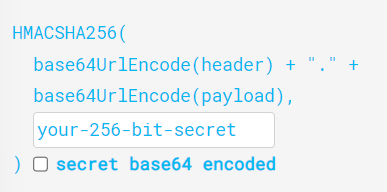 HMACSHA256(
base64UrlEncode(header) + "." +
base64UrlEncode(payload),
your-256-bit-secret
) secret base64 encoded